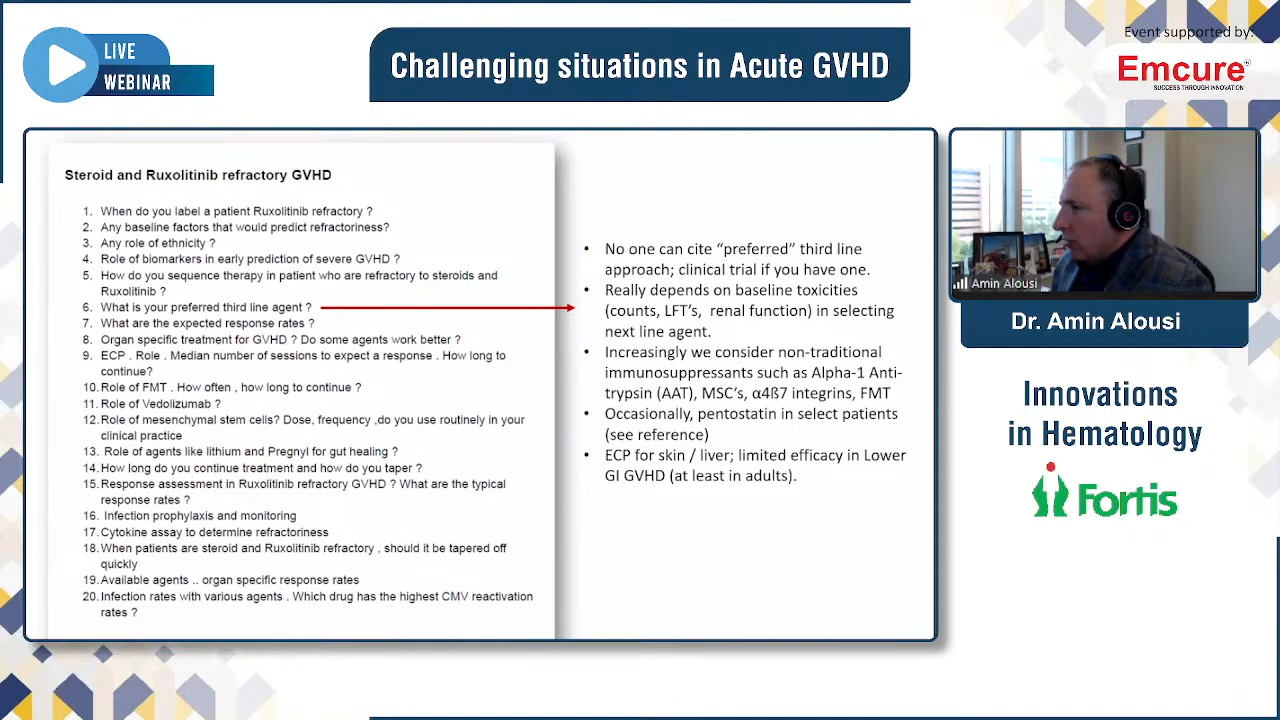 LIVE
WEBINAR
Challenging situations in Acute GVHD
Event supported by:
Emcure®
SUCCESS THROUGH INNOVATION
Steroid and Ruxolitinib refractory GVHD
1. When do you label a patient Ruxolitinib refractory ?
2. Any baseline factors that would predict refractoriness?
3. Any role of ethnicity ?
4. Role of biomarkers in early prediction of severe GVHD ?
5. How do you sequence therapy in patient who are refractory to steroids and
Ruxolitinib ?
6. What is your preferred third line agent ?
7. What are the expected response rates ?
8. Organ specific treatment for GVHD ? Do some agents work better ?
9. ECP . Role . Median number of sessions to expect a response . How long to
continue?
10. Role of FMT . How often , how long to continue ?
11. Role of Vedolizumab ?
12. Role of mesenchymal stem cells? Dose, frequency ,do you use routinely in your
clinical practice
13. Role of agents like lithium and Pregnyl for gut healing ?
14. How long do you continue treatment and how do you taper ?
15. Response assessment in Ruxolitinib refractory GVHD ? What are the typical
response rates ?
16. Infection prophylaxis and monitoring
17. Cytokine assay to determine refractoriness
18. When patients are steroid and Ruxolitinib refractory , should it be tapered off
quickly
19. Available agents .. organ specific response rates
20. Infection rates with various agents . Which drug has the highest CMV reactivation
rates ?
• No one can cite “preferred” third line
approach; clinical trial if you have one.
• Really depends on baseline toxicities
(counts, LFT’s, renal function) in selecting
next line agent.
• Increasingly we consider non-traditional
immunosuppressants such as Alpha-1 Anti-
trypsin (AAT), MSC’s, α4ß7 integrins, FMT
• Occasionally, pentostatin in select patients
(see reference)
• ECP for skin / liver; limited efficacy in Lower
GI GVHD (at least in adults).
Amin Alousi
Dr. Amin Alousi
Innovations
in Hematology
Fortis